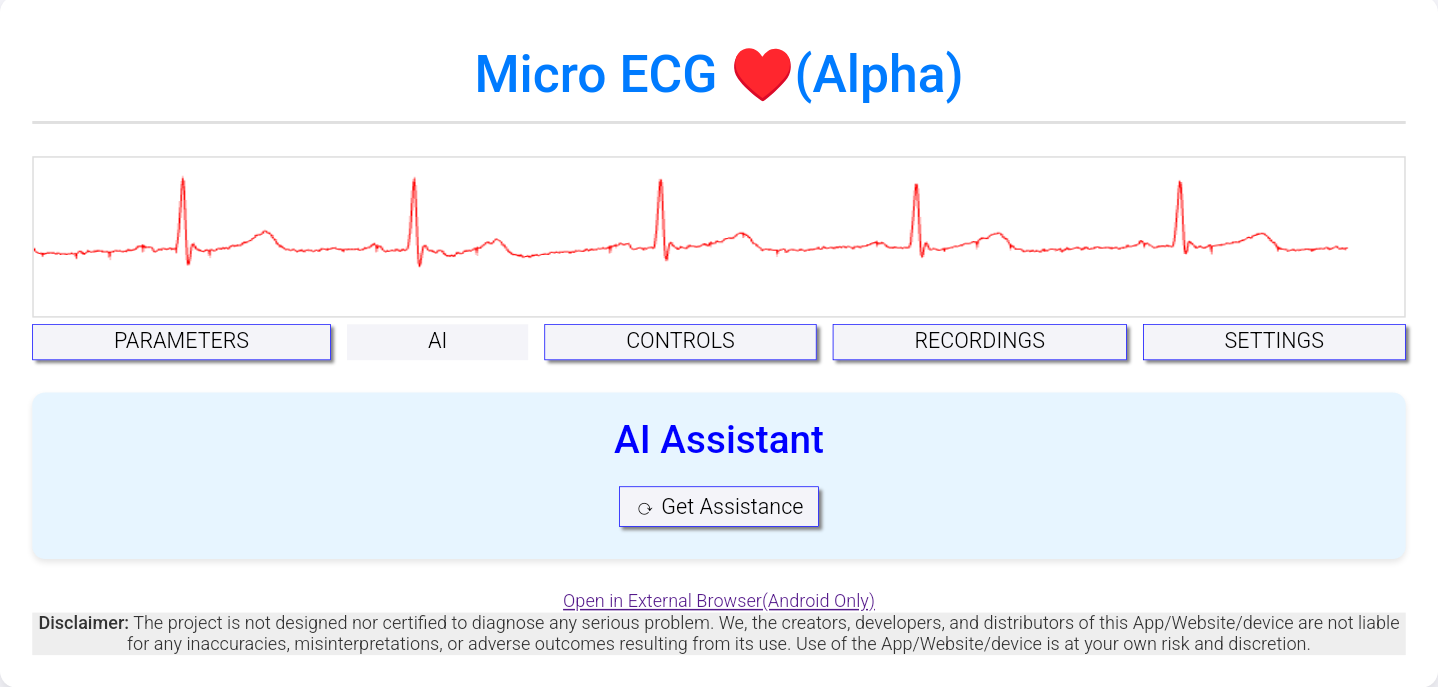 Micro ECG ❤️(Alpha)
PARAMETERS
AI
CONTROLS
RECORDINGS
SETTINGS
AI Assistant
⟳ Get Assistance
Open in External Browser(Android Only)
Disclaimer: The project is not designed nor certified to diagnose any serious problem. We, the creators, developers, and distributors of this App/Website/device are not liable
for any inaccuracies, misinterpretations, or adverse outcomes resulting from its use. Use of the App/Website/device is at your own risk and discretion.